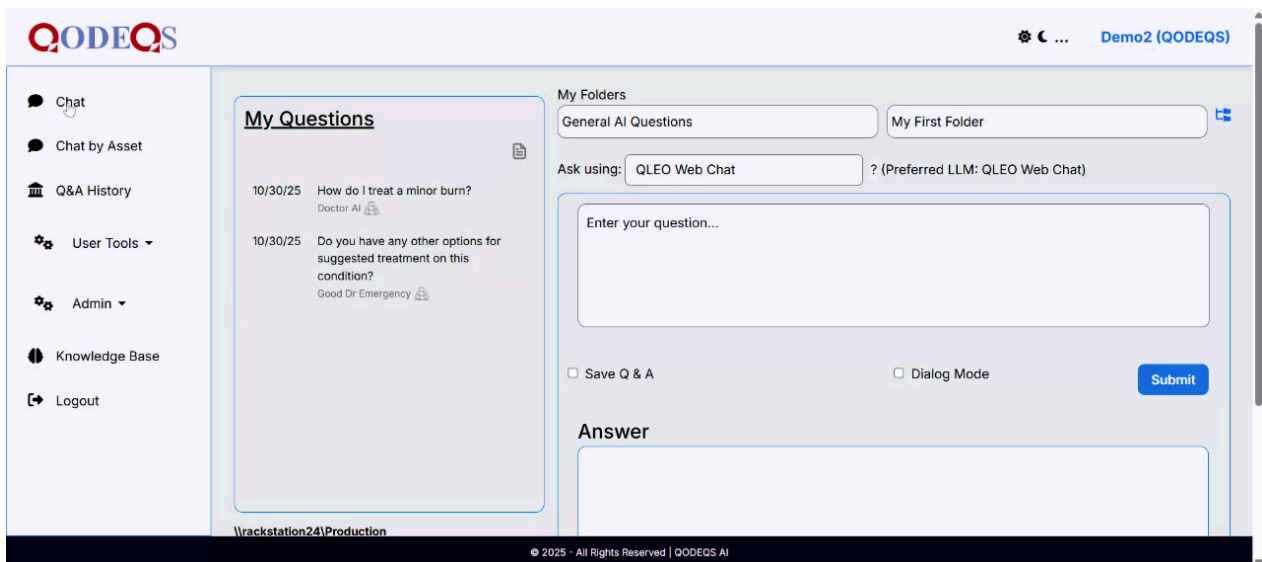 QODEQS
... Demo2 (QODEQS)
Chat
Chat by Asset
Q&A History
User Tools
Admin
Knowledge Base
Logout
My Questions
10/30/25 How do I treat a minor burn?
Doctor AI
10/30/25 Do you have any other options for
suggested treatment on this
condition?
Good Dr Emergency
\\rackstation24\Production
My Folders
General AI Questions
My First Folder
Ask using: QLEO Web Chat ? (Preferred LLM: QLEO Web Chat)
Enter your question...
Save Q & A
Dialog Mode
Submit
Answer
© 2025 - All Rights Reserved | QODEQS AI